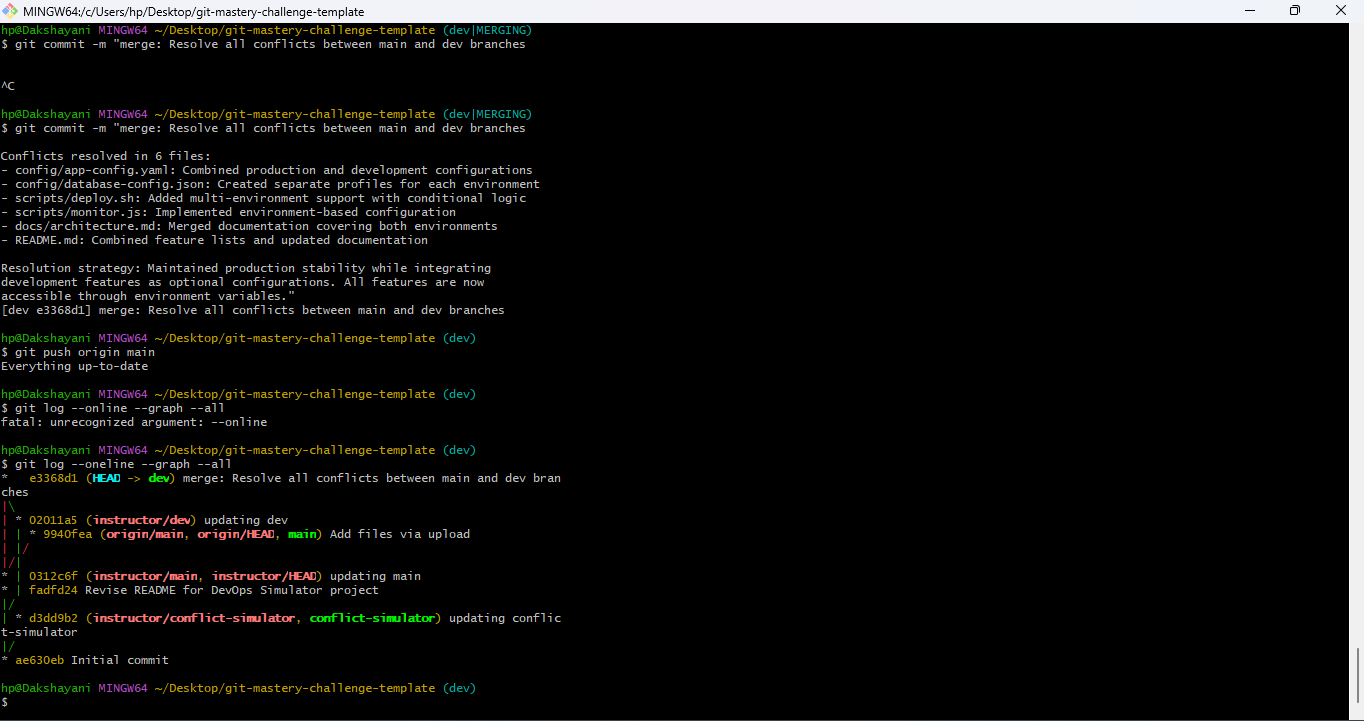 MINGW64:/c/Users/hp/Desktop/git-mastery-challenge-template
hp@Dakshayani MINGW64 ~/Desktop/git-mastery-challenge-template (dev|MERGING)
$ git commit -m "merge: Resolve all conflicts between main and dev branches
^C
hp@Dakshayani MINGW64 ~/Desktop/git-mastery-challenge-template (dev|MERGING)
$ git commit -m "merge: Resolve all conflicts between main and dev branches
Conflicts resolved in 6 files:
- config/app-config.yaml: Combined production and development configurations
- config/database-config.json: Created separate profiles for each environment
- scripts/deploy.sh: Added multi-environment support with conditional logic
- scripts/monitor.js: Implemented environment-based configuration
- docs/architecture.md: Merged documentation covering both environments
- README.md: Combined feature lists and updated documentation
Resolution strategy: Maintained production stability while integrating
development features as optional configurations. All features are now
accessible through environment variables."
[dev e3368d1] merge: Resolve all conflicts between main and dev branches
hp@Dakshayani MINGW64 ~/Desktop/git-mastery-challenge-template (dev)
$ git push origin main
Everything up-to-date
hp@Dakshayani MINGW64 ~/Desktop/git-mastery-challenge-template (dev)
$ git log --online --graph --all
fatal: unrecognized argument: --online
hp@Dakshayani MINGW64 ~/Desktop/git-mastery-challenge-template (dev)
$ git log --oneline --graph --all
*   e3368d1 (HEAD -> dev) merge: Resolve all conflicts between main and dev bran
ches
|\
| * 02011a5 (instructor/dev) updating dev
| | * 9940fea (origin/main, origin/HEAD, main) Add files via upload
| |/
|/|
* | 0312c6f (instructor/main, instructor/HEAD) updating main
* | fadfd24 Revise README for DevOps Simulator project
|/
| * d3dd9b2 (instructor/conflict-simulator, conflict-simulator) updating conflic
t-simulator
|/
* ae630eb Initial commit
hp@Dakshayani MINGW64 ~/Desktop/git-mastery-challenge-template (dev)
$